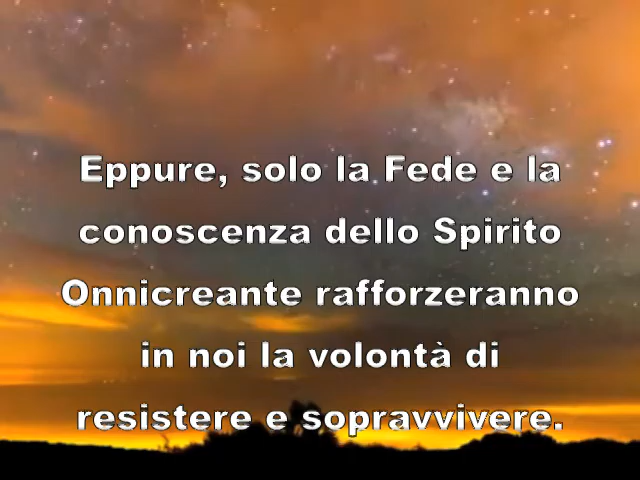 Eppure, solo la Fede e la
conoscenza dello Spirito
Onnicreante rafforzeranno
in noi la volontà di
resistere e sopravvivere.